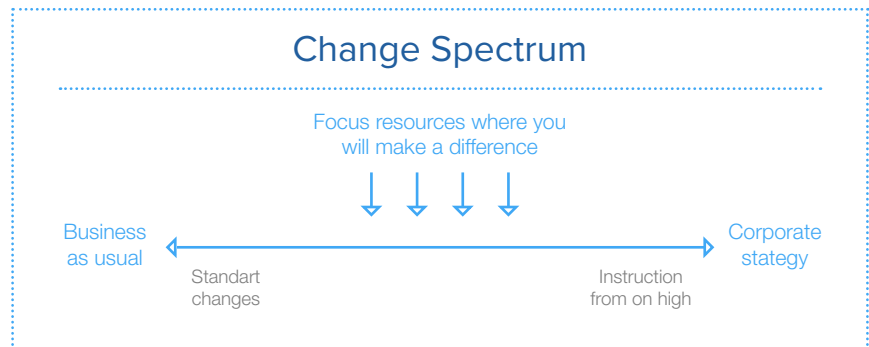 Change Spectrum
Focus resources where you
will make a difference
Business
as usual
Corporate
stategy
Standart
changes
Instruction
from on high